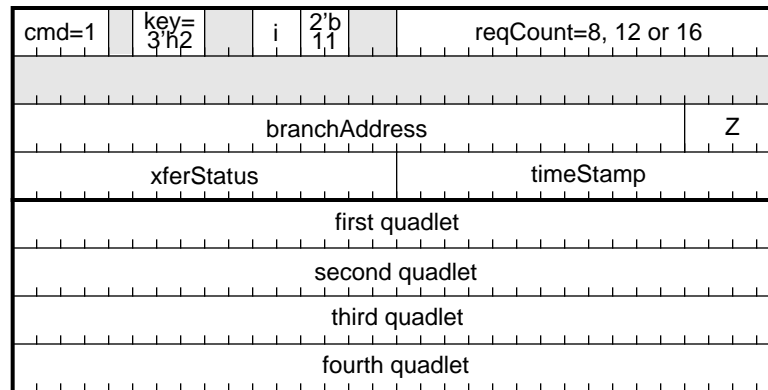 cmd=1 key=3'h2 i 2'b11 reqCount=8, 12 or 16
branchAddress Z
xferStatus timeStamp
first quadlet
second quadlet
third quadlet
fourth quadlet